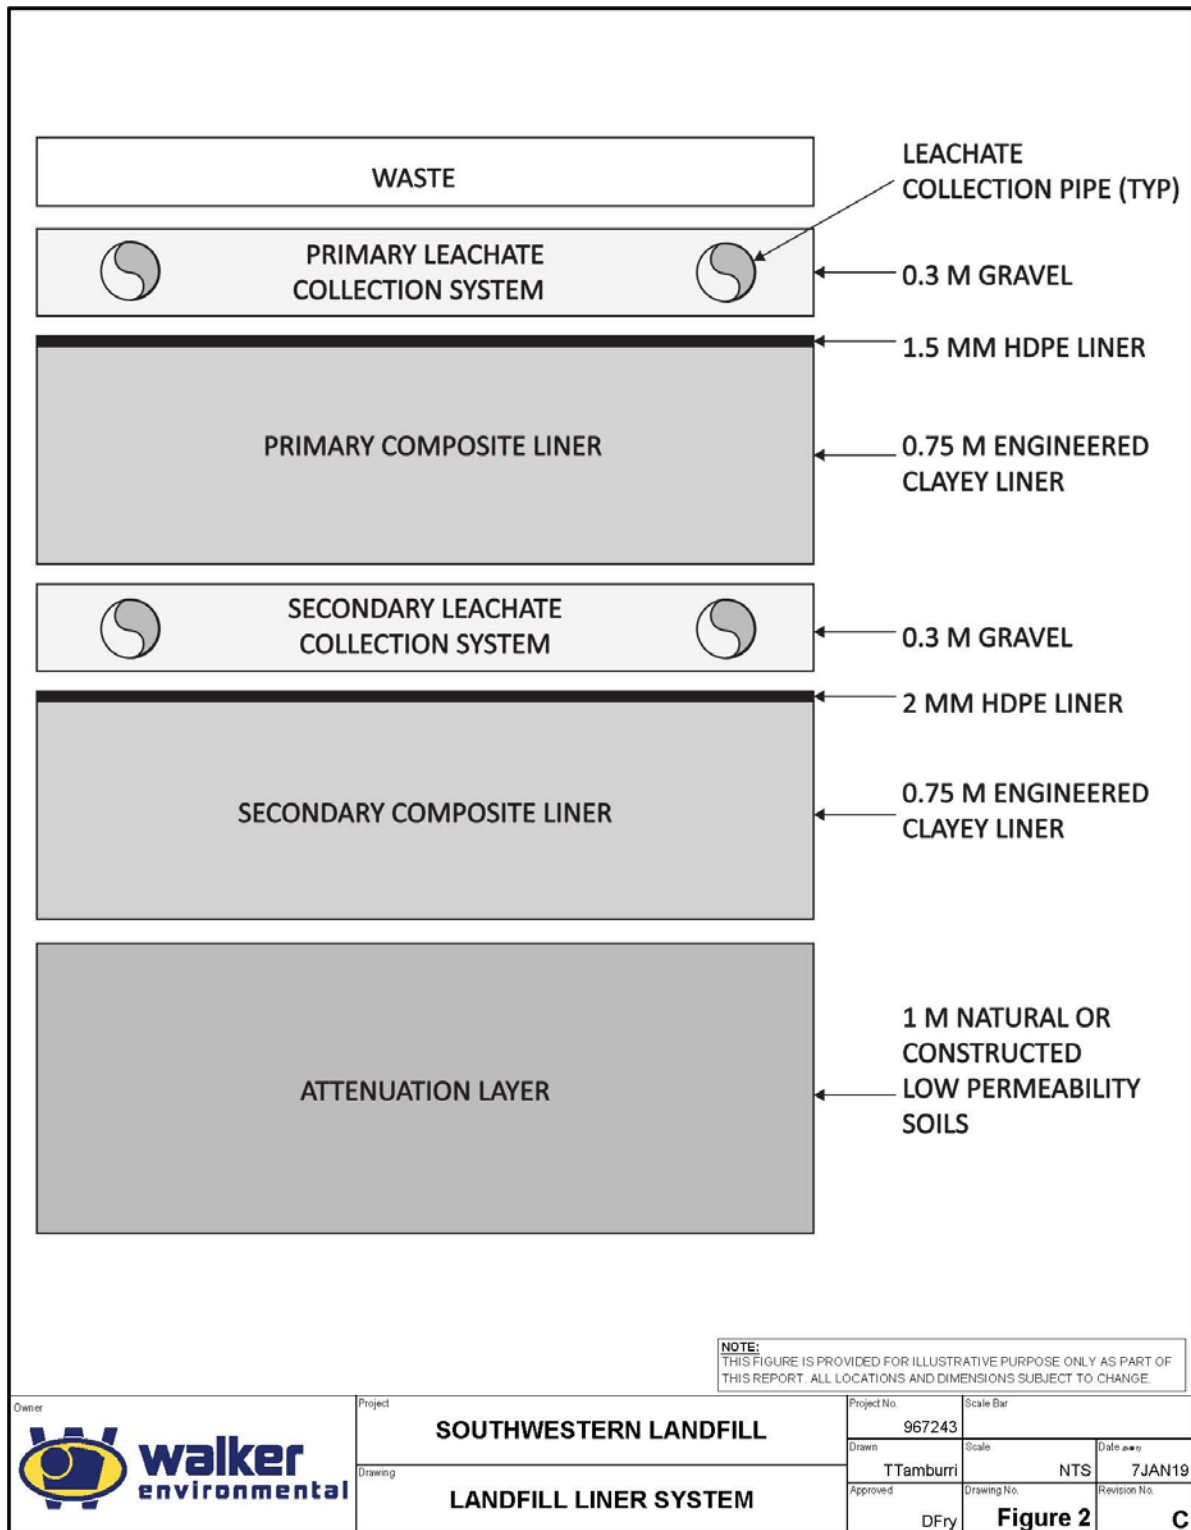 WASTE
LEACHATE
COLLECTION PIPE (TYP)
PRIMARY LEACHATE
COLLECTION SYSTEM
0.3 M GRAVEL
1.5 MM HDPE LINER
PRIMARY COMPOSITE LINER
0.75 M ENGINEERED
CLAYEY LINER
SECONDARY LEACHATE
COLLECTION SYSTEM
0.3 M GRAVEL
2 MM HDPE LINER
SECONDARY COMPOSITE LINER
0.75 M ENGINEERED
CLAYEY LINER
ATTENUATION LAYER
1 M NATURAL OR
CONSTRUCTED
LOW PERMEABILITY
SOILS
NOTE:
THIS FIGURE IS PROVIDED FOR ILLUSTRATIVE PURPOSE ONLY AS PART OF
THIS REPORT. ALL LOCATIONS AND DIMENSIONS SUBJECT TO CHANGE.
Owner
walker
environmental
Project
SOUTHWESTERN LANDFILL
Drawing
LANDFILL LINER SYSTEM
Project No.
967243
Scale Bar
Drawn
TTamburri
Scale
NTS
Date
7JAN19
Approved
DFry
Drawing No.
Figure 2
Revision No.
C